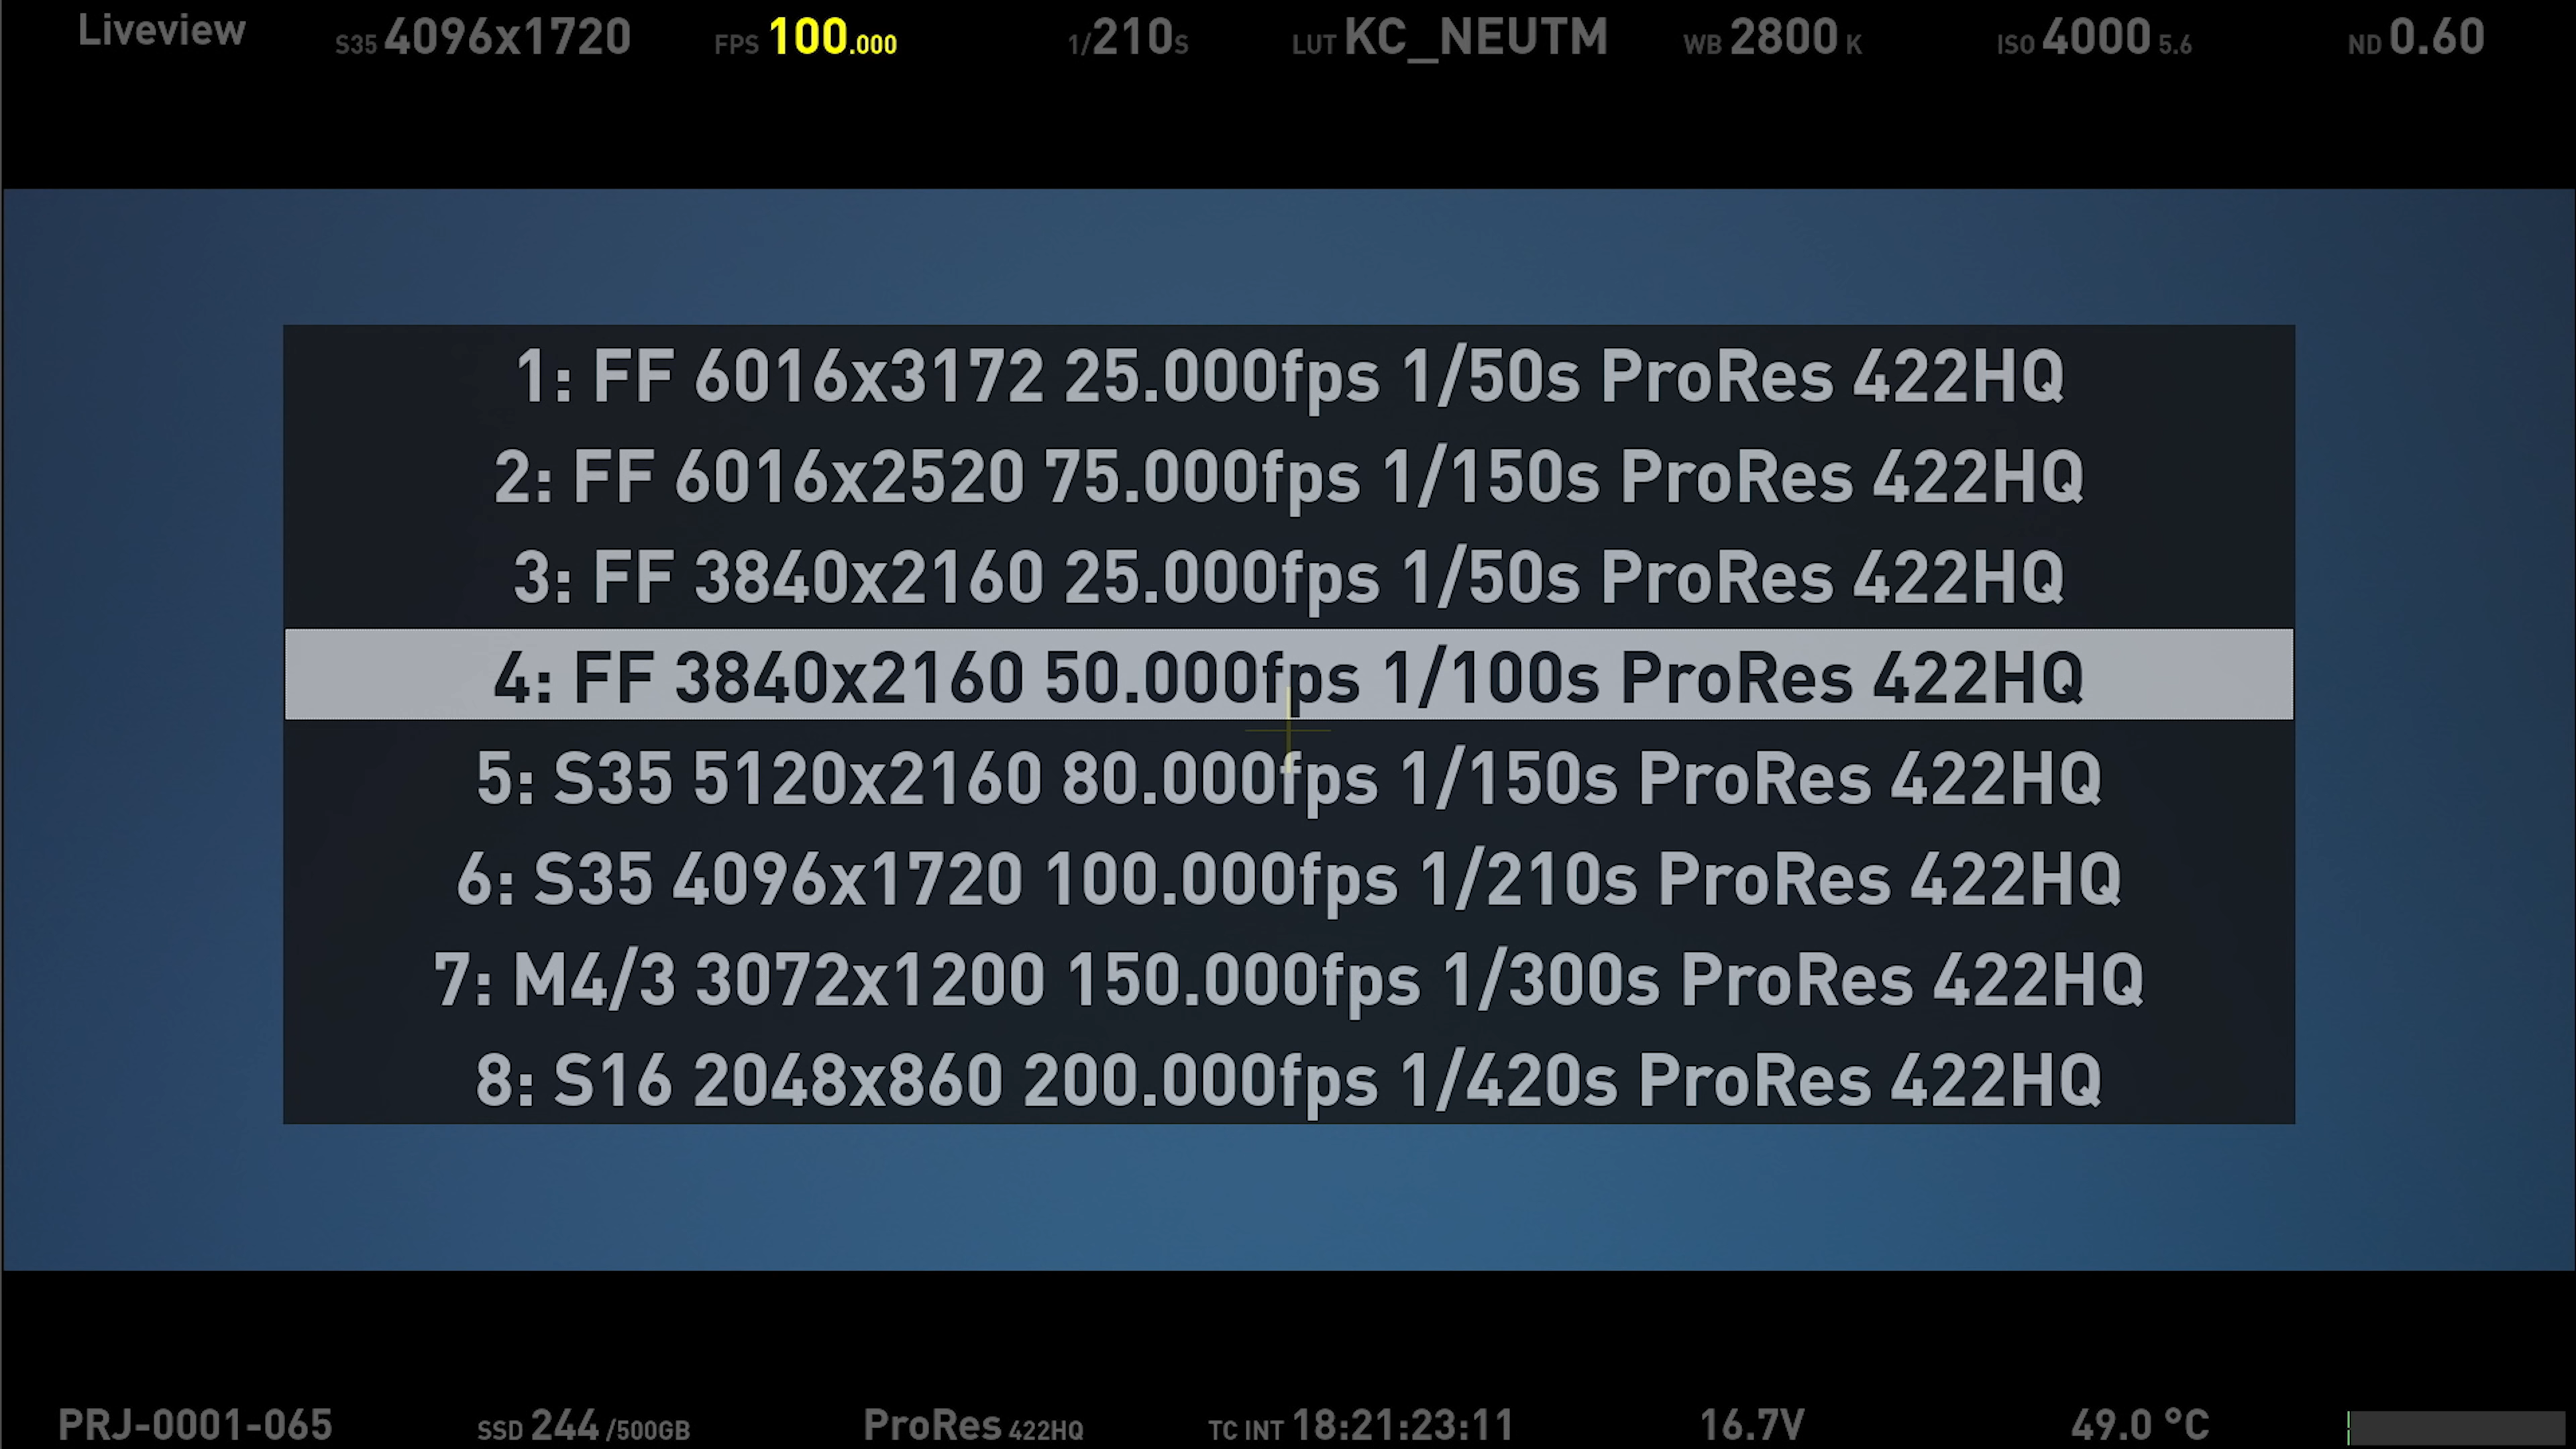 Liveview S35 4096x1720 FPS 100.000 1/210S LUT KC_NEUTM WB 2800 K ISO 4000 5.6 ND 0.60
1: FF 6016x3172 25.000fps 1/50s ProRes 422HQ
2: FF 6016x2520 75.000fps 1/150s ProRes 422HQ
3: FF 3840x2160 25.000fps 1/50s ProRes 422HQ
4: FF 3840x2160 50.000fps 1/100s ProRes 422HQ
5: S35 5120x2160 80.000fps 1/150s ProRes 422HQ
6: S35 4096x1720 100.000fps 1/210s ProRes 422HQ
7: M4/3 3072x1200 150.000fps 1/300s ProRes 422HQ
8: S16 2048x860 200.000fps 1/420s ProRes 422HQ
PRJ-0001-065 SSD 244 /500GB ProRes 422HQ TC INT 18:21:23:11 16.7V 49.0 °C